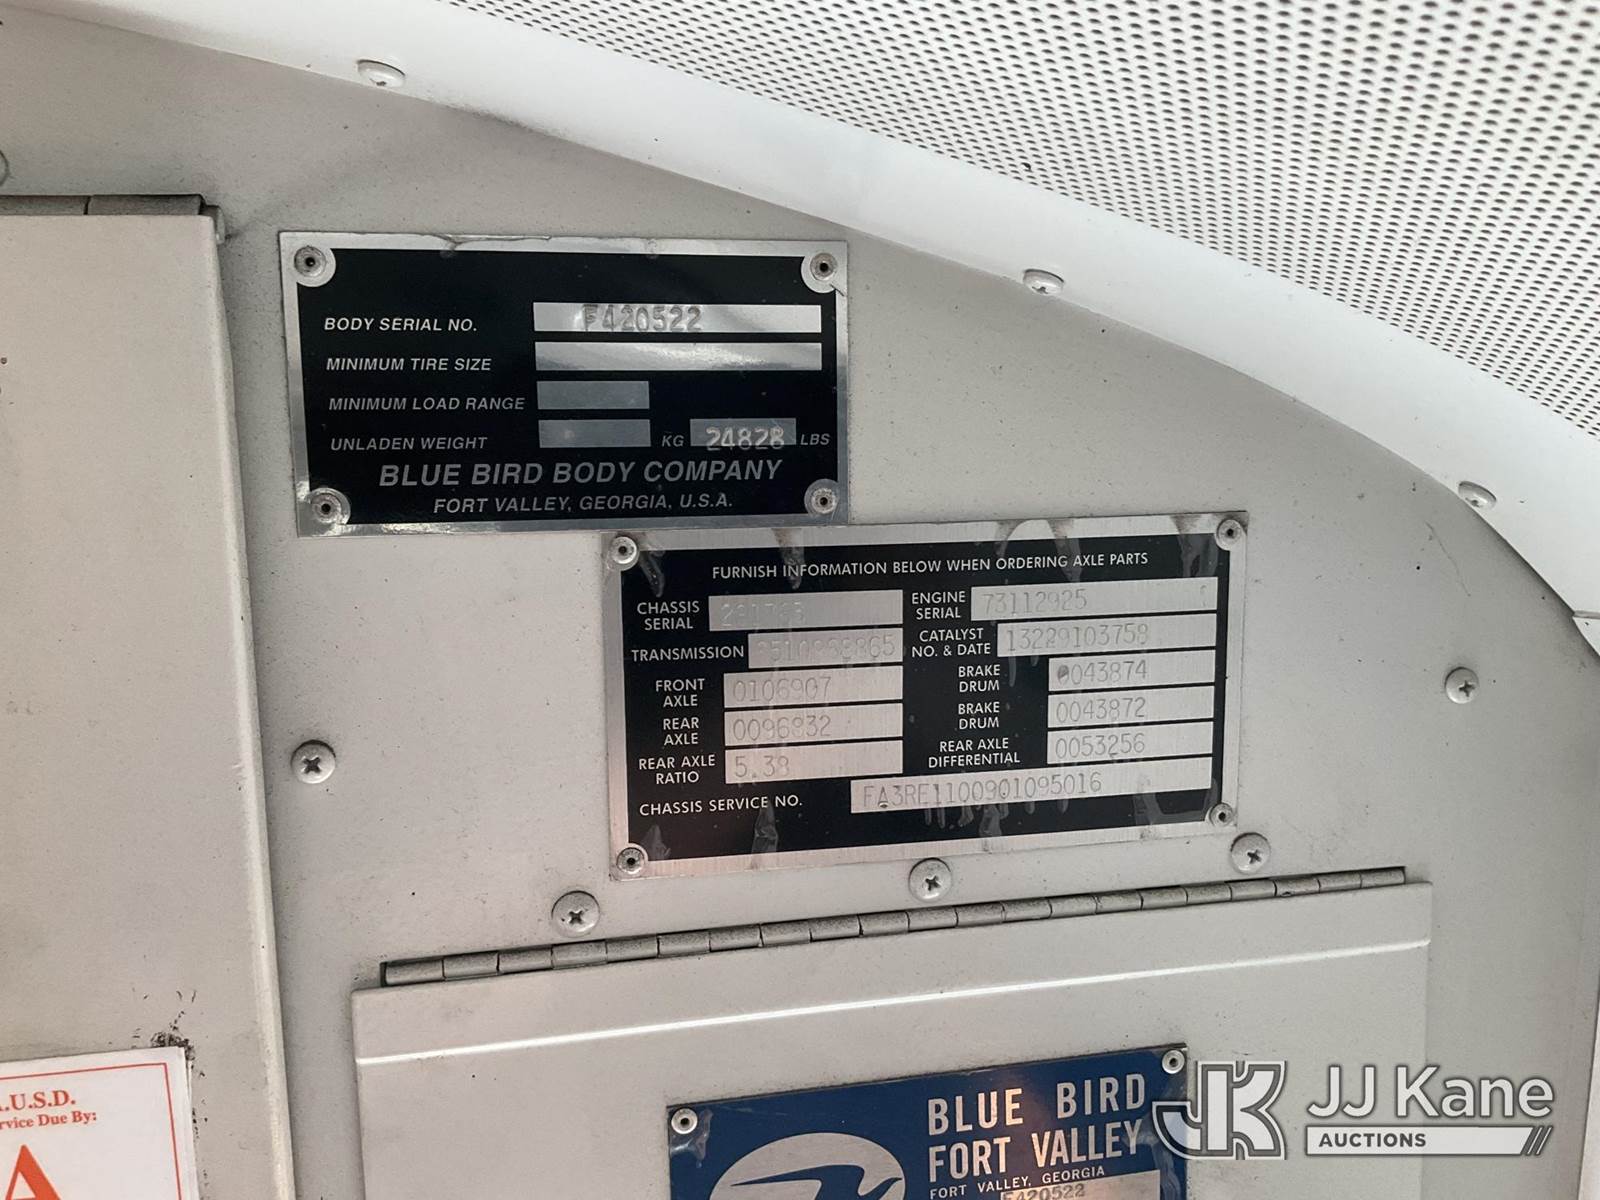 BODY SERIAL NO. F420522
MINIMUM TIRE SIZE
MINIMUM LOAD RANGE
UNLADEN WEIGHT KG 24828 LBS
BLUE BIRD BODY COMPANY
FORT VALLEY, GEORGIA, U.S.A.
FURNISH INFORMATION BELOW WHEN ORDERING AXLE PARTS
CHASSIS SERIAL
ENGINE SERIAL 73112925
TRANSMISSION
CATALYST NO. & DATE 13229103758
FRONT AXLE 0106907
BRAKE DRUM 0043874
REAR AXLE 0096832
BRAKE DRUM 0043872
REAR AXLE RATIO 5.38
REAR AXLE DIFFERENTIAL 0053256
CHASSIS SERVICE NO. FA3RE1100901095016
.U.S.D.
Due By:
A
BLUE BIRD
FORT VALLEY
FORT VALLEY, GEORGIA
F420522
JJ Kane
AUCTIONS